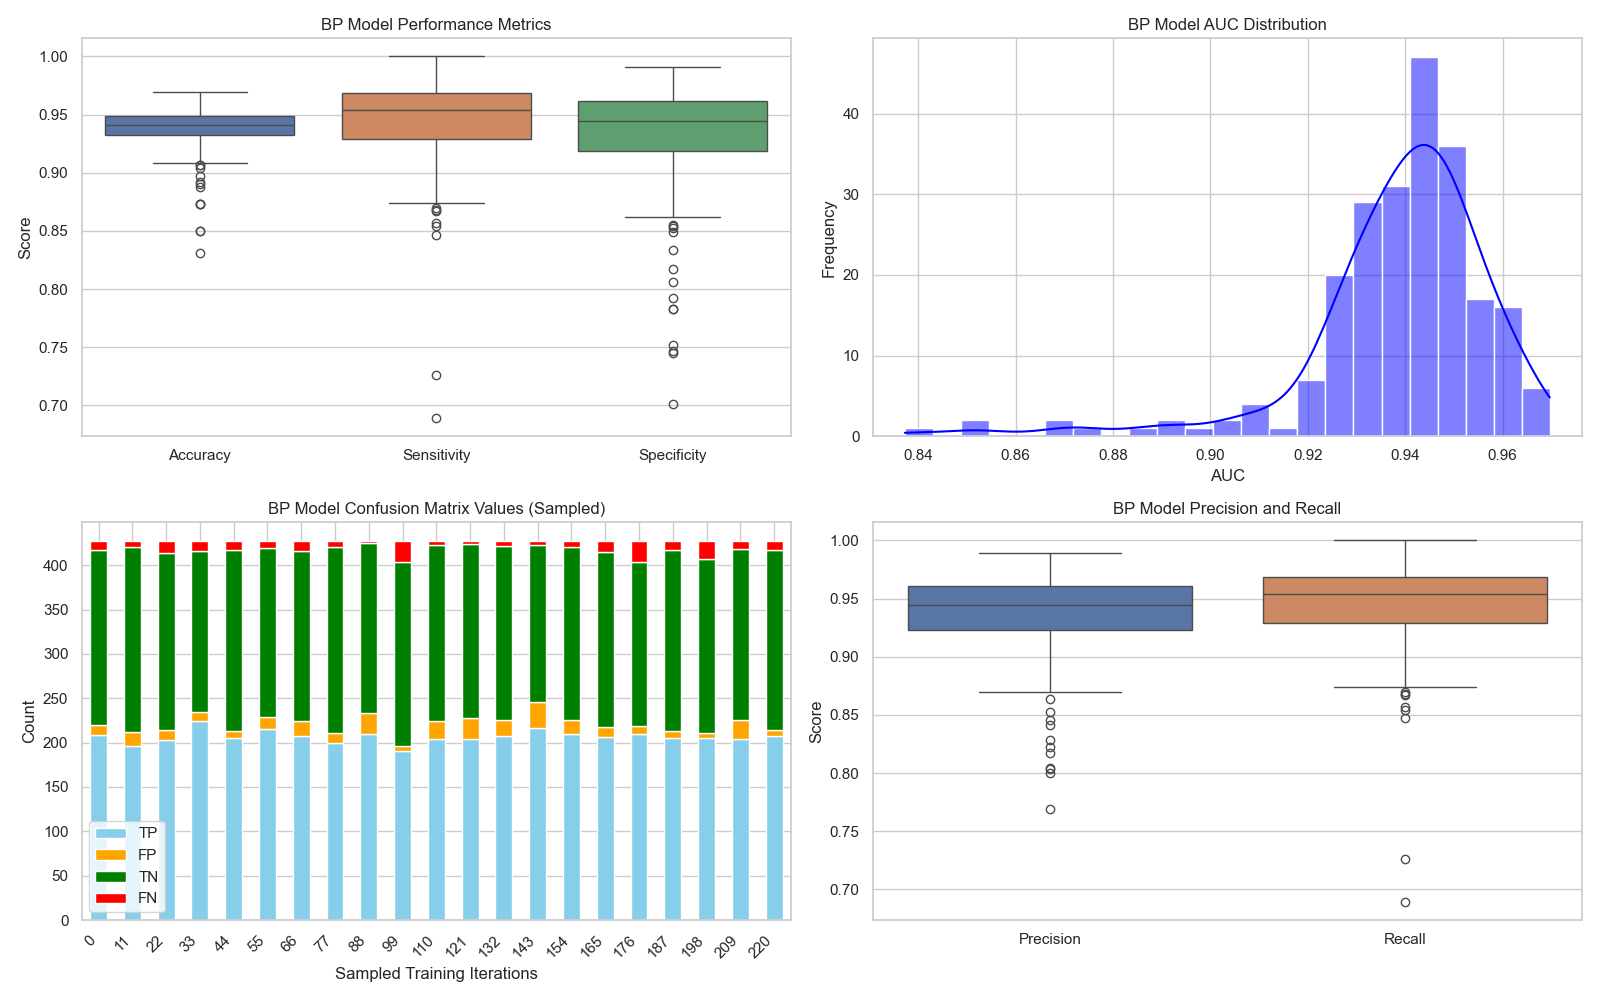 BP Model Performance Metrics
Score
1.00
0.95
0.90
0.85
0.80
0.75
0.70
Accuracy
Sensitivity
Specificity
BP Model AUC Distribution
Frequency
40
30
20
10
0
0.84
0.86
0.88
0.90
0.92
0.94
0.96
AUC
BP Model Confusion Matrix Values (Sampled)
Count
400
350
300
250
200
150
100
50
0
TP
FP
TN
FN
0
11
22
33
44
55
66
77
88
99
110
121
132
143
154
165
176
187
198
209
220
Sampled Training Iterations
BP Model Precision and Recall
Score
1.00
0.95
0.90
0.85
0.80
0.75
0.70
Precision
Recall